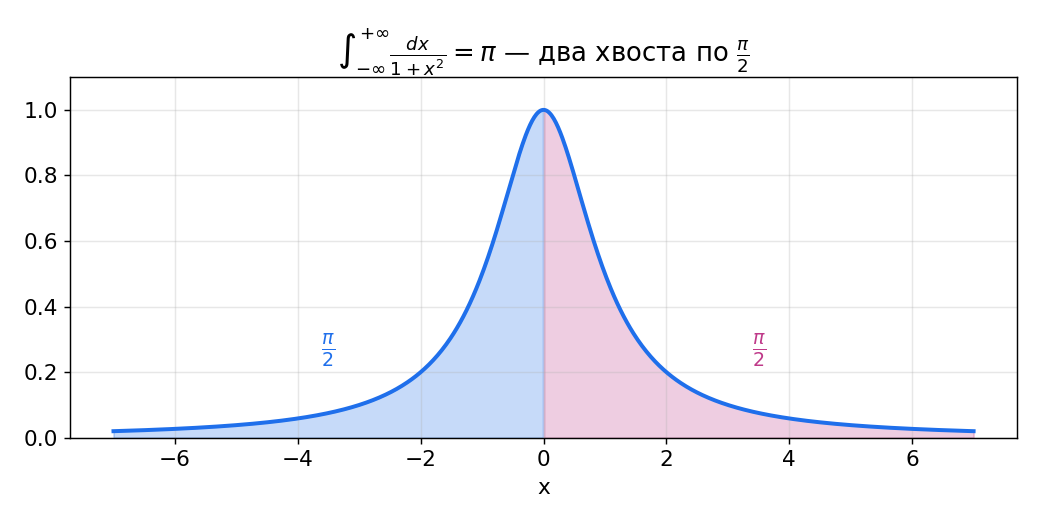 ∫_{−∞}^{+∞} dx/(1+x²) = π — два хвоста по π/2
1.0
0.8
0.6
0.4
0.2
0.0
π/2
π/2
−6 −4 −2 0 2 4 6
x